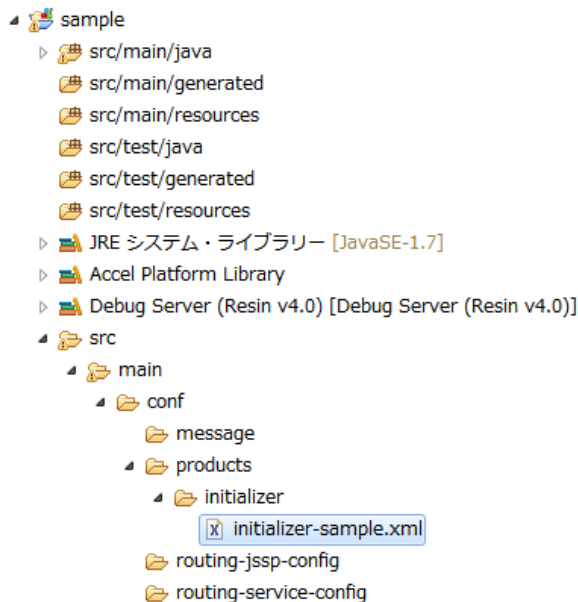 sample
src/main/java
src/main/generated
src/main/resources
src/test/java
src/test/generated
src/test/resources
JRE システム・ライブラリー [JavaSE-1.7]
Accel Platform Library
Debug Server (Resin v4.0) [Debug Server (Resin v4.0)]
src
main
conf
message
products
initializer
initializer-sample.xml
routing-jssp-config
routing-service-config